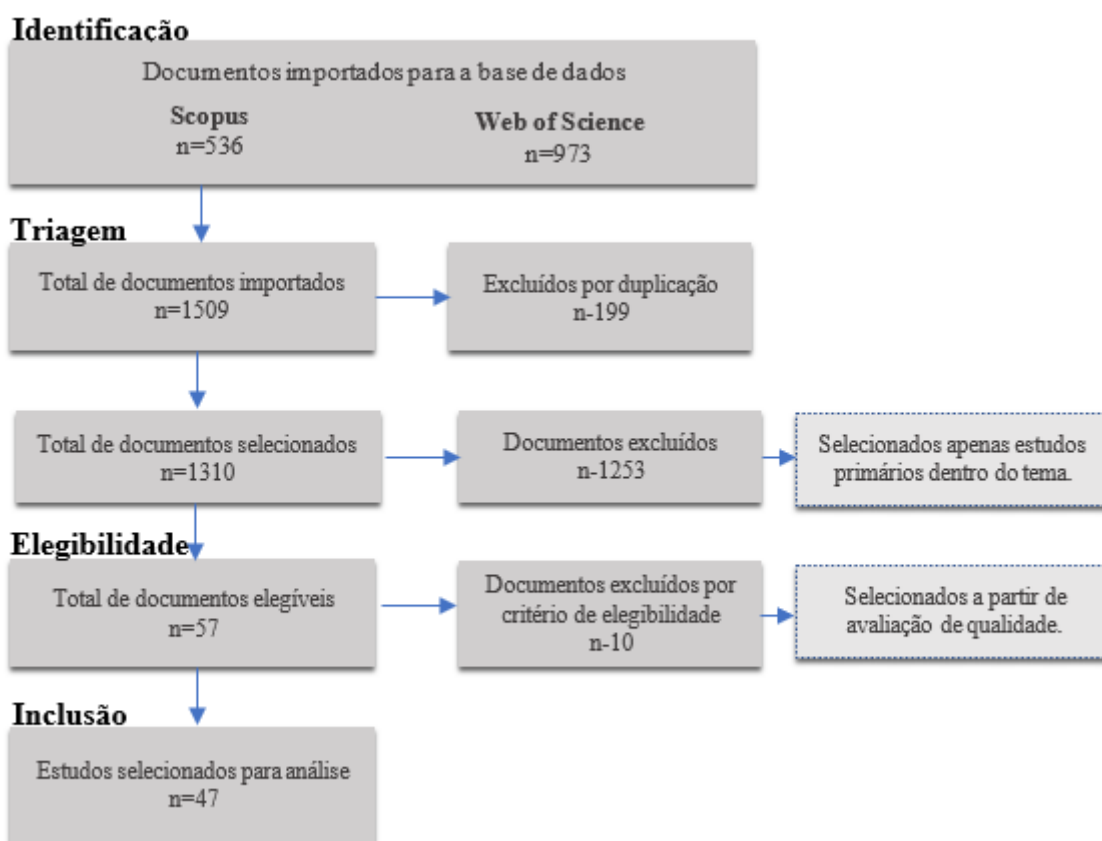 Identificação
Documentos importados para a base de dados
Scopus
n=536
Web of Science
n=973
Triagem
Total de documentos importados
n=1509
Excluídos por duplicação
n-199
Total de documentos selecionados
n=1310
Documentos excluídos
n-1253
Selecionados apenas estudos
primários dentro do tema.
Elegibilidade
Total de documentos elegíveis
n=57
Documentos excluídos por
critério de elegibilidade
n-10
Selecionados a partir de
avaliação de qualidade.
Inclusão
Estudos selecionados para análise
n=47